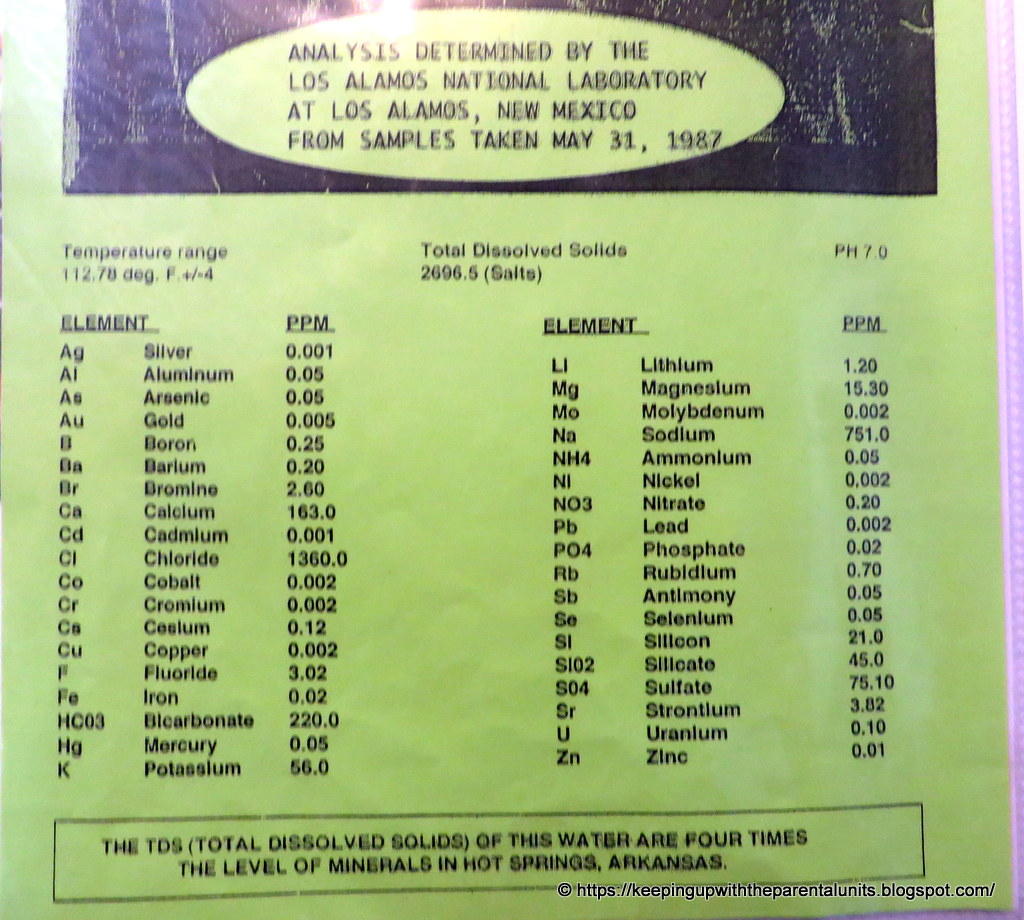 ANALYSIS DETERMINED BY THE
LOS ALAMOS NATIONAL LABORATORY
AT LOS ALAMOS, NEW MEXICO
FROM SAMPLES TAKEN MAY 31, 1987
Temperature range
112.78 deg. F.+/-4
Total Dissolved Solids
2696.5 (Salts)
PH 7.0
ELEMENT PPM
Ag Silver 0.001
Al Aluminum 0.05
As Arsenic 0.05
Au Gold 0.005
B Boron 0.25
Ba Barium 0.20
Br Bromine 2.60
Ca Calcium 163.0
Cd Cadmium 0.001
Cl Chloride 1360.0
Co Cobalt 0.002
Cr Cromium 0.002
Cs Cesium 0.12
Cu Copper 0.002
F Fluoride 3.02
Fe Iron 0.02
HC03 Bicarbonate 220.0
Hg Mercury 0.05
K Potassium 56.0
ELEMENT PPM
Li Lithium 1.20
Mg Magnesium 15.30
Mo Molybdenum 0.002
Na Sodium 751.0
NH4 Ammonium 0.05
Ni Nickel 0.002
NO3 Nitrate 0.20
Pb Lead 0.002
PO4 Phosphate 0.02
Rb Rubidium 0.70
Sb Antimony 0.05
Se Selenium 0.05
Si Silicon 21.0
Si02 Silicate 45.0
S04 Sulfate 75.10
Sr Strontium 3.82
U Uranium 0.10
Zn Zinc 0.01
THE TDS (TOTAL DISSOLVED SOLIDS) OF THIS WATER ARE FOUR TIMES
THE LEVEL OF MINERALS IN HOT SPRINGS, ARKANSAS.
© https://keepingupwiththeparentalunits.blogspot.com/